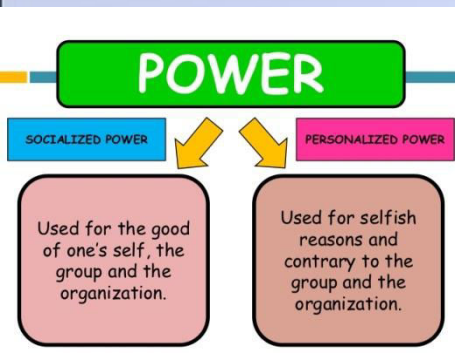 POWER
SOCIALIZED POWER
PERSONALIZED POWER
Used for the good
of one's self, the
group and the
organization.
Used for selfish
reasons and
contrary to the
group and the
organization.